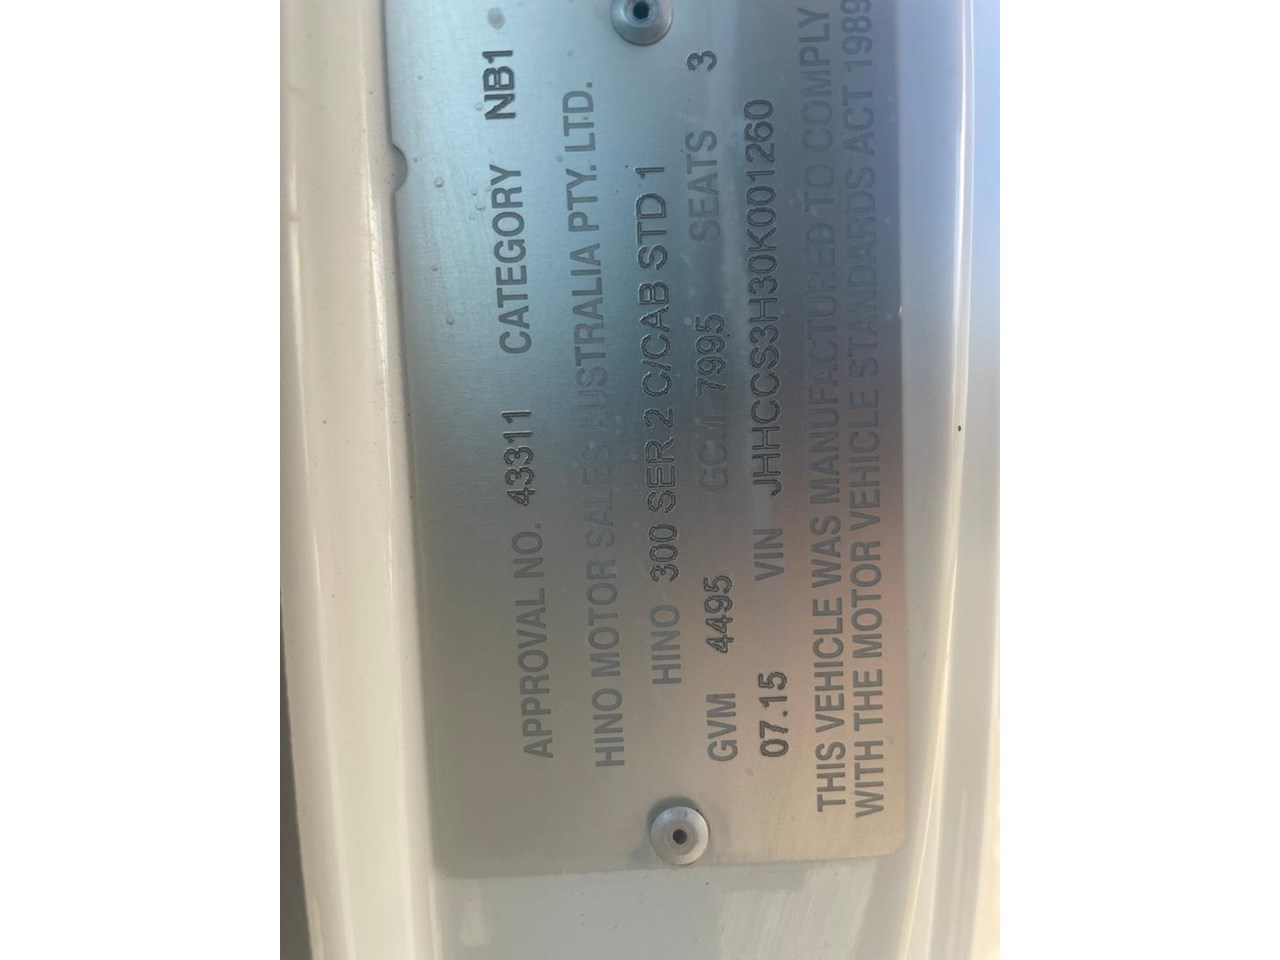 APPROVAL NO. 43311 CATEGORY NB1
HINO MOTOR SALES AUSTRALIA PTY. LTD.
HINO 300 SER 2 C/CAB STD 1
GVM 4495 GCM 7995 SEATS 3
07.15 VIN JHHCCS3H30K001260
THIS VEHICLE WAS MANUFACTURED TO COMPLY
WITH THE MOTOR VEHICLE STANDARDS ACT 1989